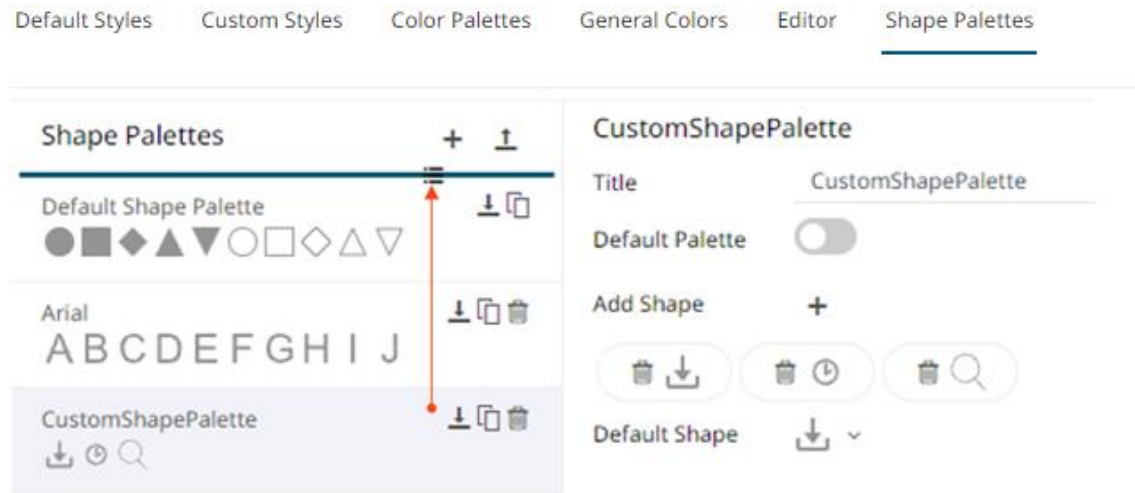 Default Styles Custom Styles Color Palettes General Colors Editor Shape Palettes
Shape Palettes
Default Shape Palette
Arial
A B C D E F G H I J
CustomShapePalette
CustomShapePalette
Title CustomShapePalette
Default Palette
Add Shape
Default Shape